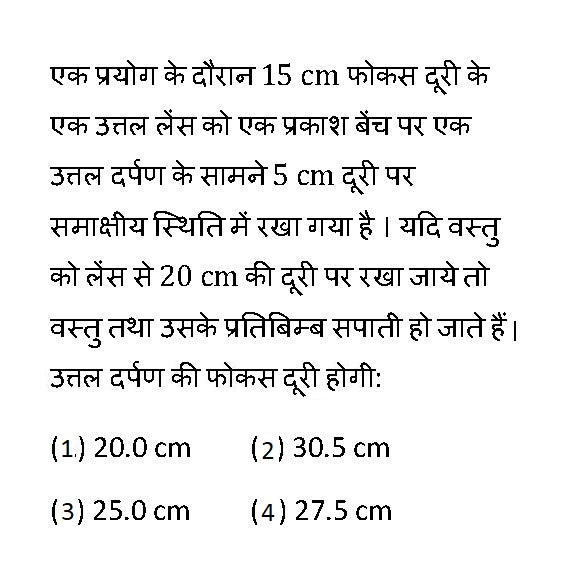 एक प्रयोग के दौरान 15 cm फोकस दूरी के
एक उत्तल लेंस को एक प्रकाश बेंच पर एक
उत्तल दर्पण के सामने 5 cm दूरी पर
समाक्षीय स्थिति में रखा गया है । यदि वस्तु
को लेंस से 20 cm की दूरी पर रखा जाये तो
वस्तु तथा उसके प्रतिबिम्ब सपाती हो जाते हैं|
उत्तल दर्पण की फोकस दूरी होगी:
(1) 20.0 cm (2) 30.5 cm
(3) 25.0 cm (4) 27.5 cm